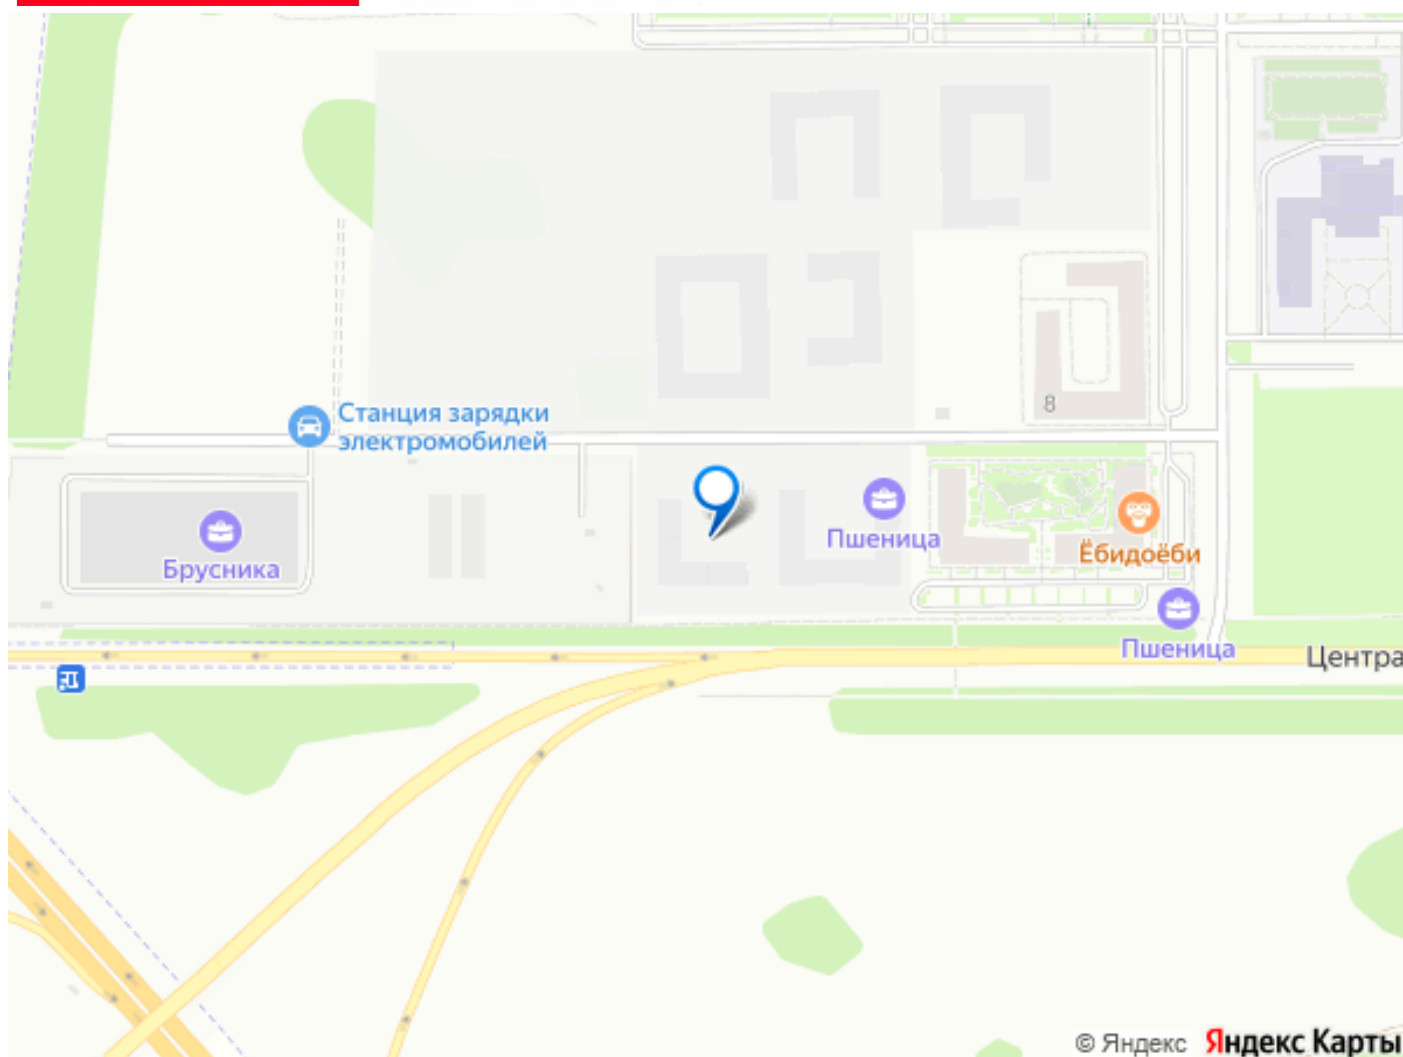 Станция зарядки
электромобилей
8
Пшеница
Ёбидоёби
Брусника
Пшеница
Центра
© Яндекс Яндекс Карты